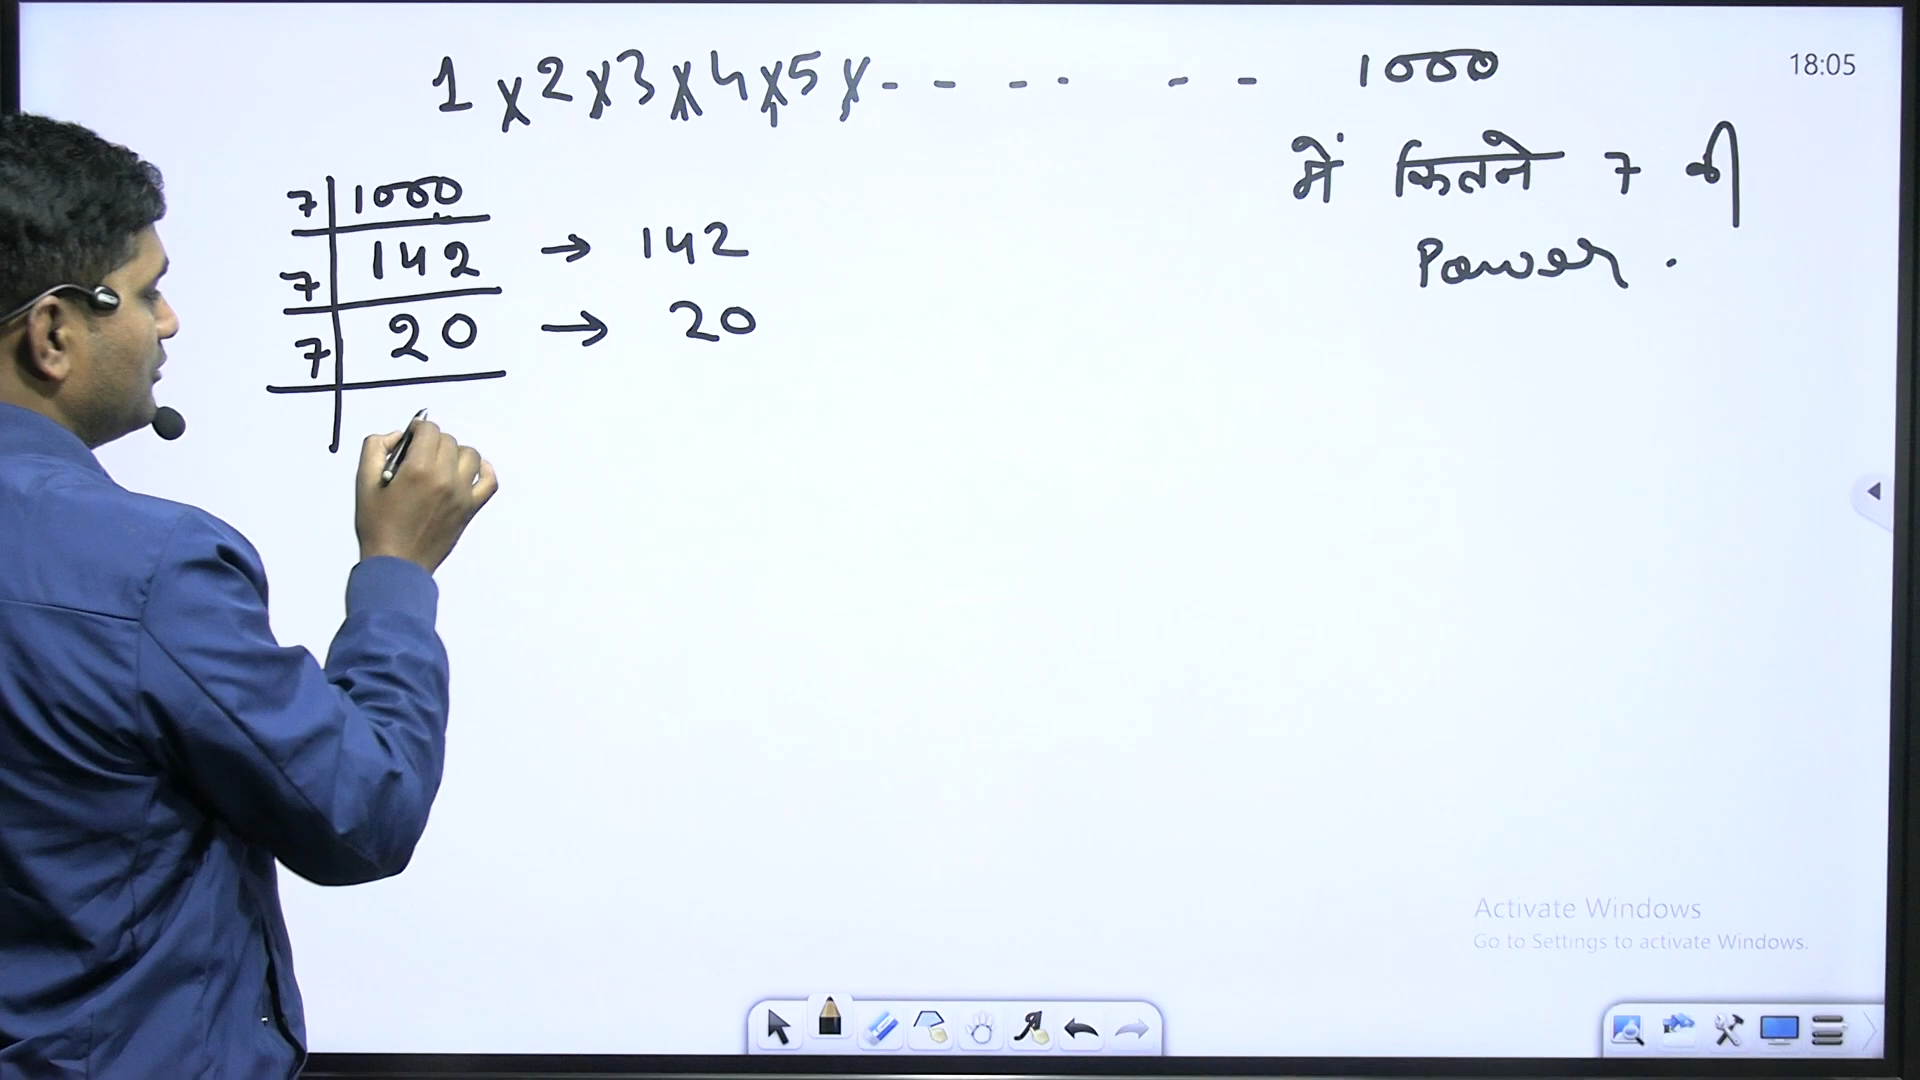 1 x 2 x 3 x 4 x 5 x - - - - - - 1000
18:05
में कितने 7 की
Power .
7 | 1000
7 | 142 → 142
7 | 20 → 20
Activate Windows
Go to Settings to activate Windows.